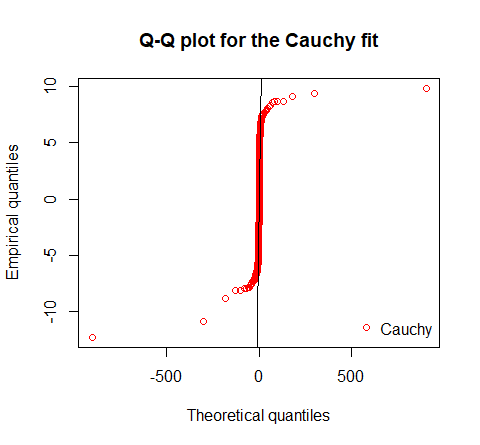 Q-Q plot for the Cauchy fit
Empirical quantiles
10
5
0
-5
-10
Cauchy
-500
0
500
Theoretical quantiles